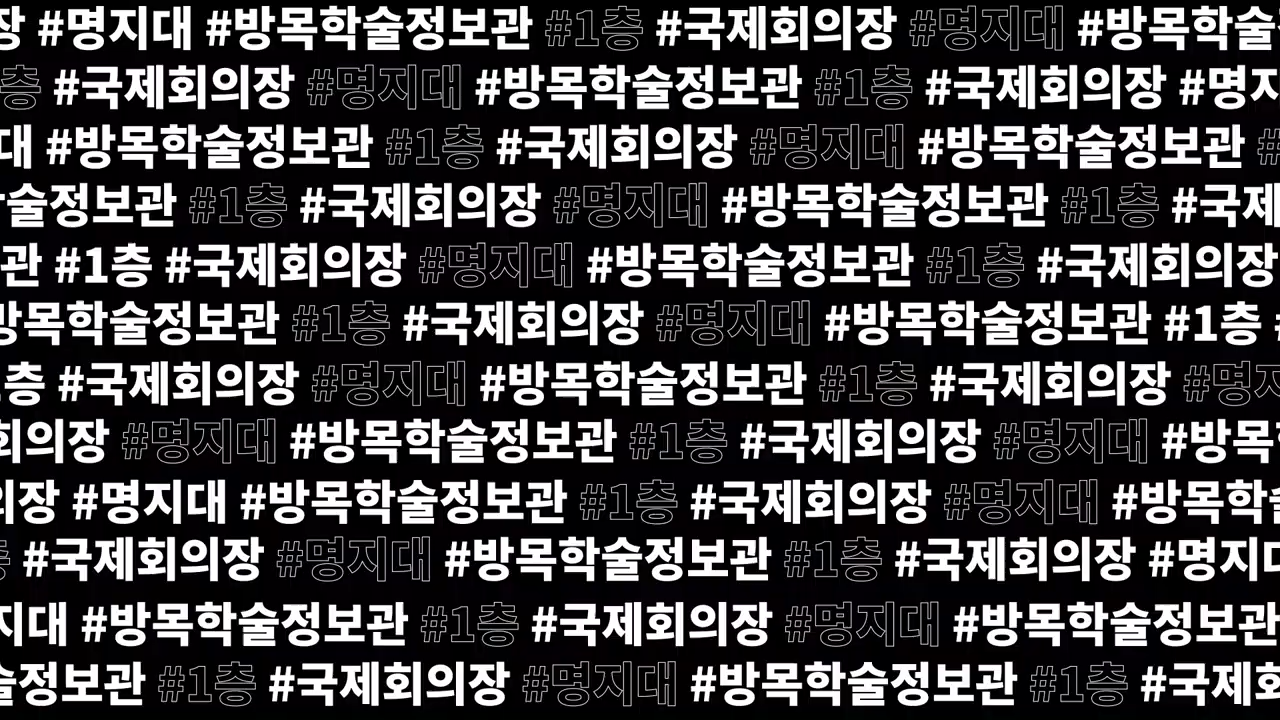 장 #명지대 #방목학술정보관 #1층 #국제회의장 #명지대 #방목학술
층 #국제회의장 #명지대 #방목학술정보관 #1층 #국제회의장 #명지
대 #방목학술정보관 #1층 #국제회의장 #명지대 #방목학술정보관 #
술정보관 #1층 #국제회의장 #명지대 #방목학술정보관 #1층 #국제
관 #1층 #국제회의장 #명지대 #방목학술정보관 #1층 #국제회의장
방목학술정보관 #1층 #국제회의장 #명지대 #방목학술정보관 #1층
층 #국제회의장 #명지대 #방목학술정보관 #1층 #국제회의장 #명지
회의장 #명지대 #방목학술정보관 #1층 #국제회의장 #명지대 #방목
의장 #명지대 #방목학술정보관 #1층 #국제회의장 #명지대 #방목학술
층 #국제회의장 #명지대 #방목학술정보관 #1층 #국제회의장 #명지대
지대 #방목학술정보관 #1층 #국제회의장 #명지대 #방목학술정보관
술정보관 #1층 #국제회의장 #명지대 #방목학술정보관 #1층 #국제회